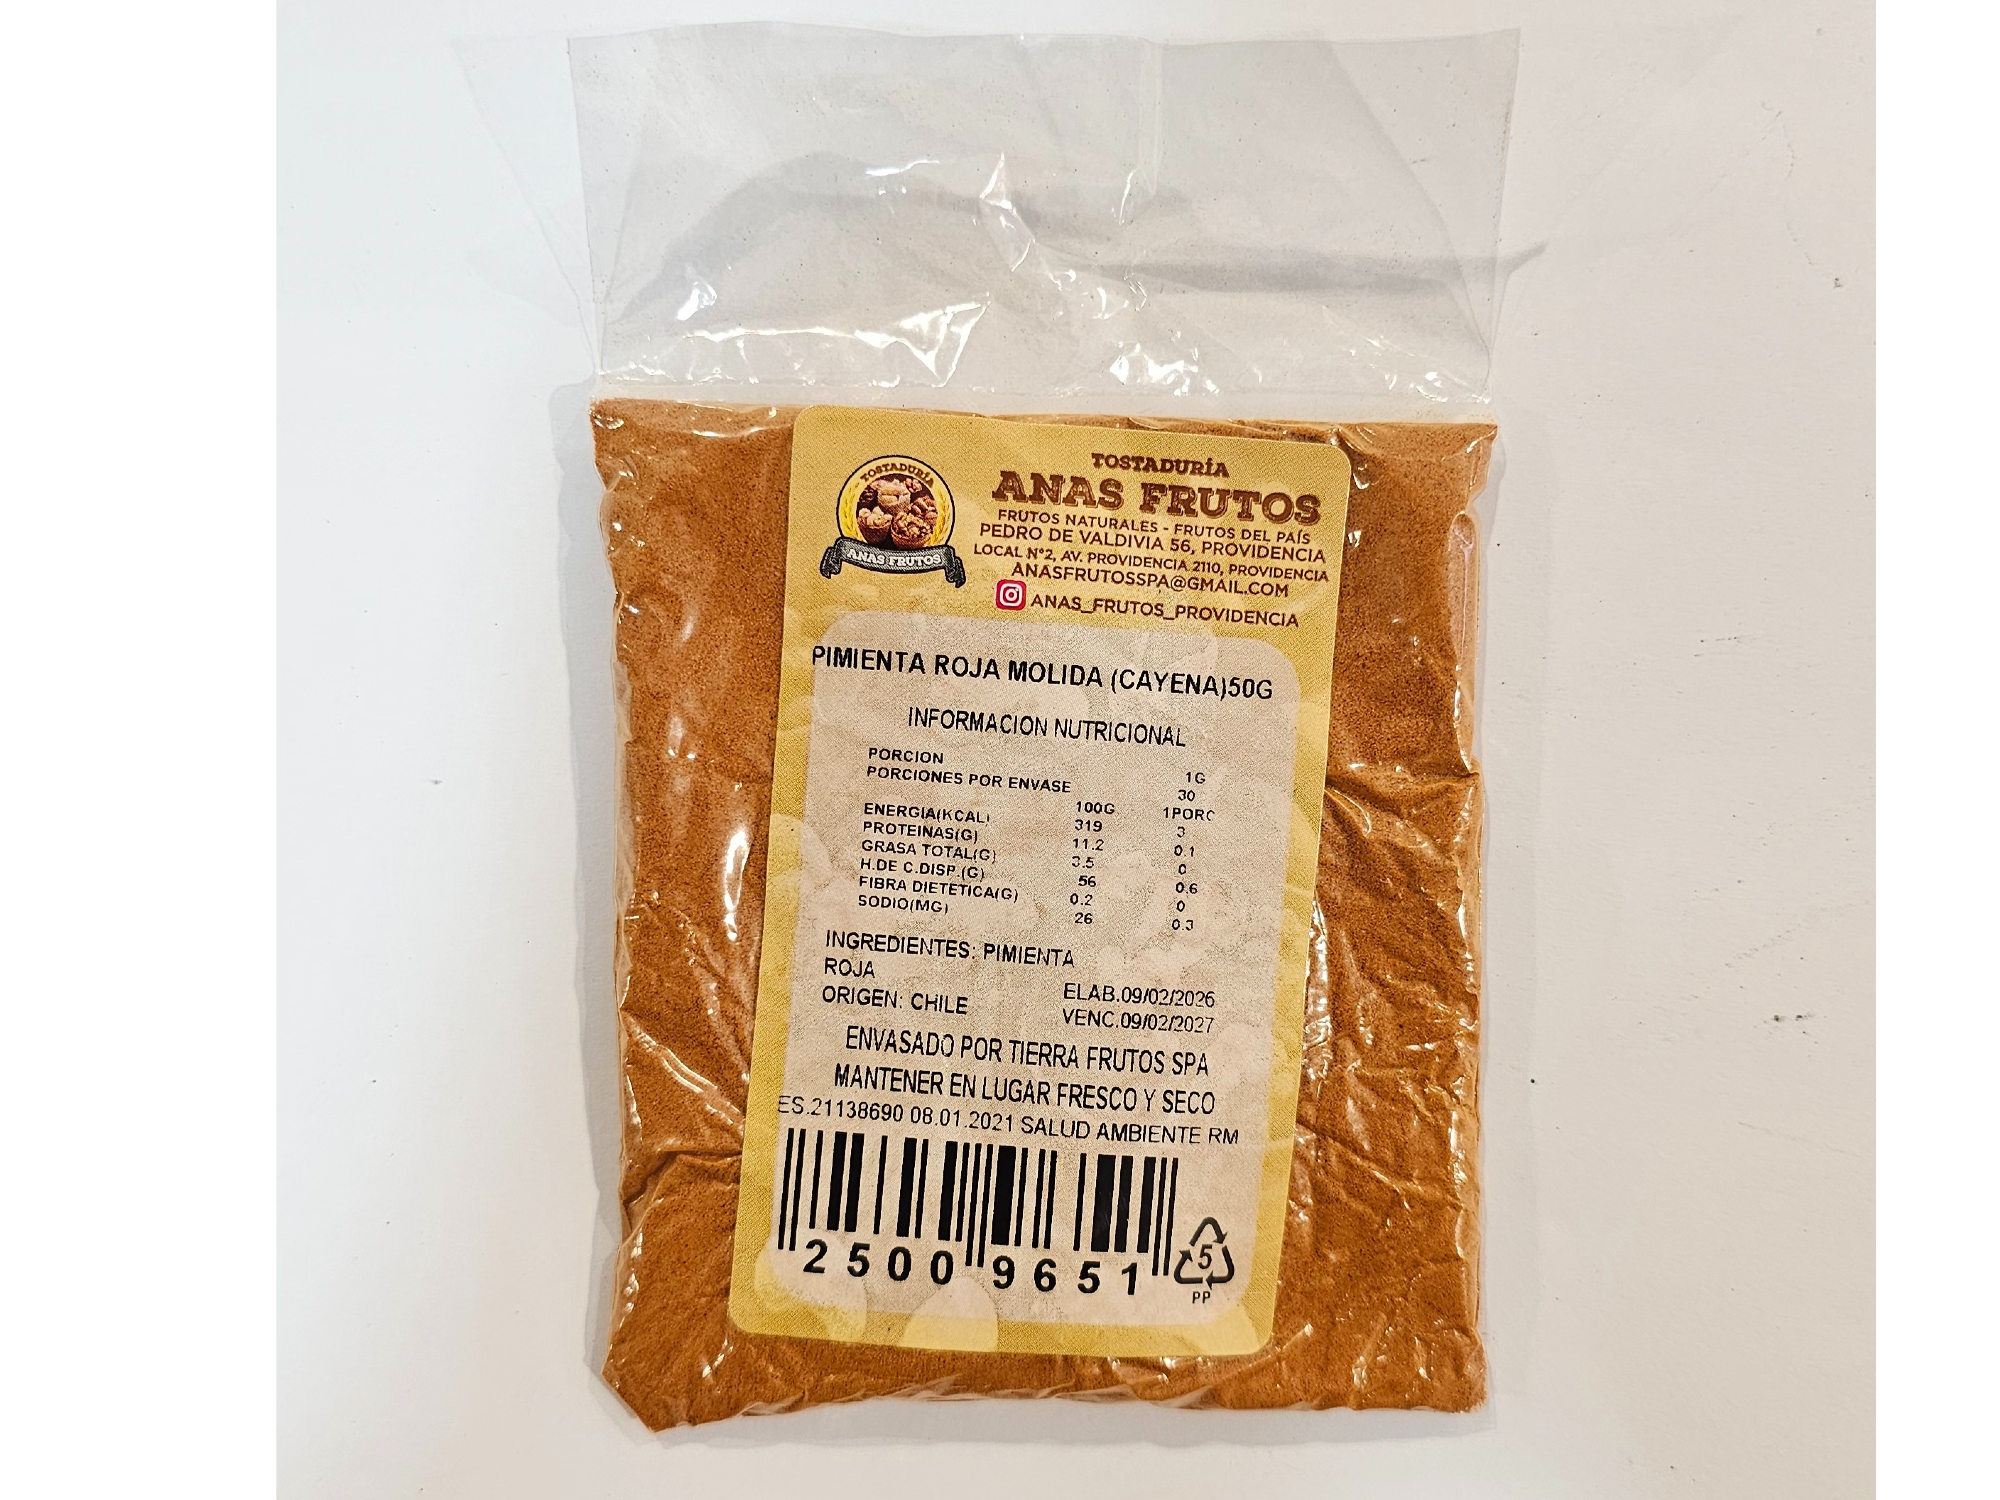 TOSTADURÍA
ANAS FRUTOS
TOSTADURÍA
ANAS FRUTOS
FRUTOS NATURALES - FRUTOS DEL PAÍS
PEDRO DE VALDIVIA 56, PROVIDENCIA
LOCAL N°2, AV. PROVIDENCIA 2110, PROVIDENCIA
ANASFRUTOSSPA@GMAIL.COM
ANAS_FRUTOS_PROVIDENCIA
PIMIENTA ROJA MOLIDA (CAYENA)50G
INFORMACION NUTRICIONAL
PORCION 1G
PORCIONES POR ENVASE 30
100G 1PORC
ENERGIA(KCAL) 319 3
PROTEINAS(G) 11.2 0.1
GRASA TOTAL(G) 3.5 0
H.DE C.DISP.(G) 56 0.6
FIBRA DIETETICA(G) 0.2 0
SODIO(MG) 26 0.3
INGREDIENTES: PIMIENTA
ROJA
ORIGEN: CHILE
ELAB.09/02/2026
VENC.09/02/2027
ENVASADO POR TIERRA FRUTOS SPA
MANTENER EN LUGAR FRESCO Y SECO
ES.21138690 08.01.2021 SALUD AMBIENTE RM
2500 9651
5
PP